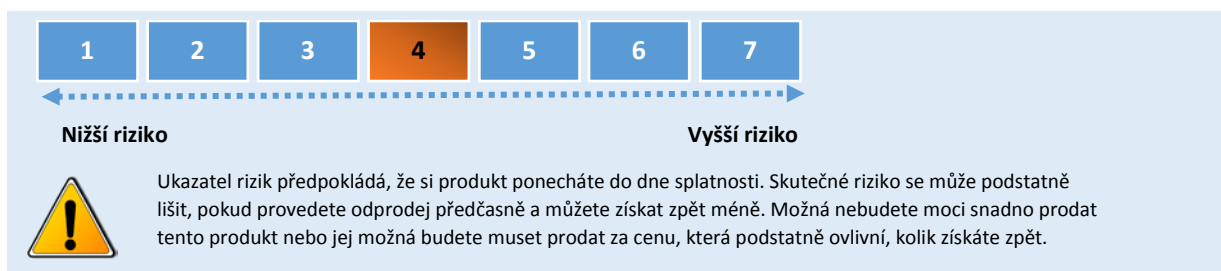 1 2 3 4 5 6 7
Nižší riziko Vyšší riziko
Ukazatel rizik předpokládá, že si produkt ponecháte do dne splatnosti. Skutečné riziko se může podstatně
lišit, pokud provedete odprodej předčasně a můžete získat zpět méně. Možná nebudete moci snadno prodat
tento produkt nebo jej možná budete muset prodat za cenu, která podstatně ovlivní, kolik získáte zpět.